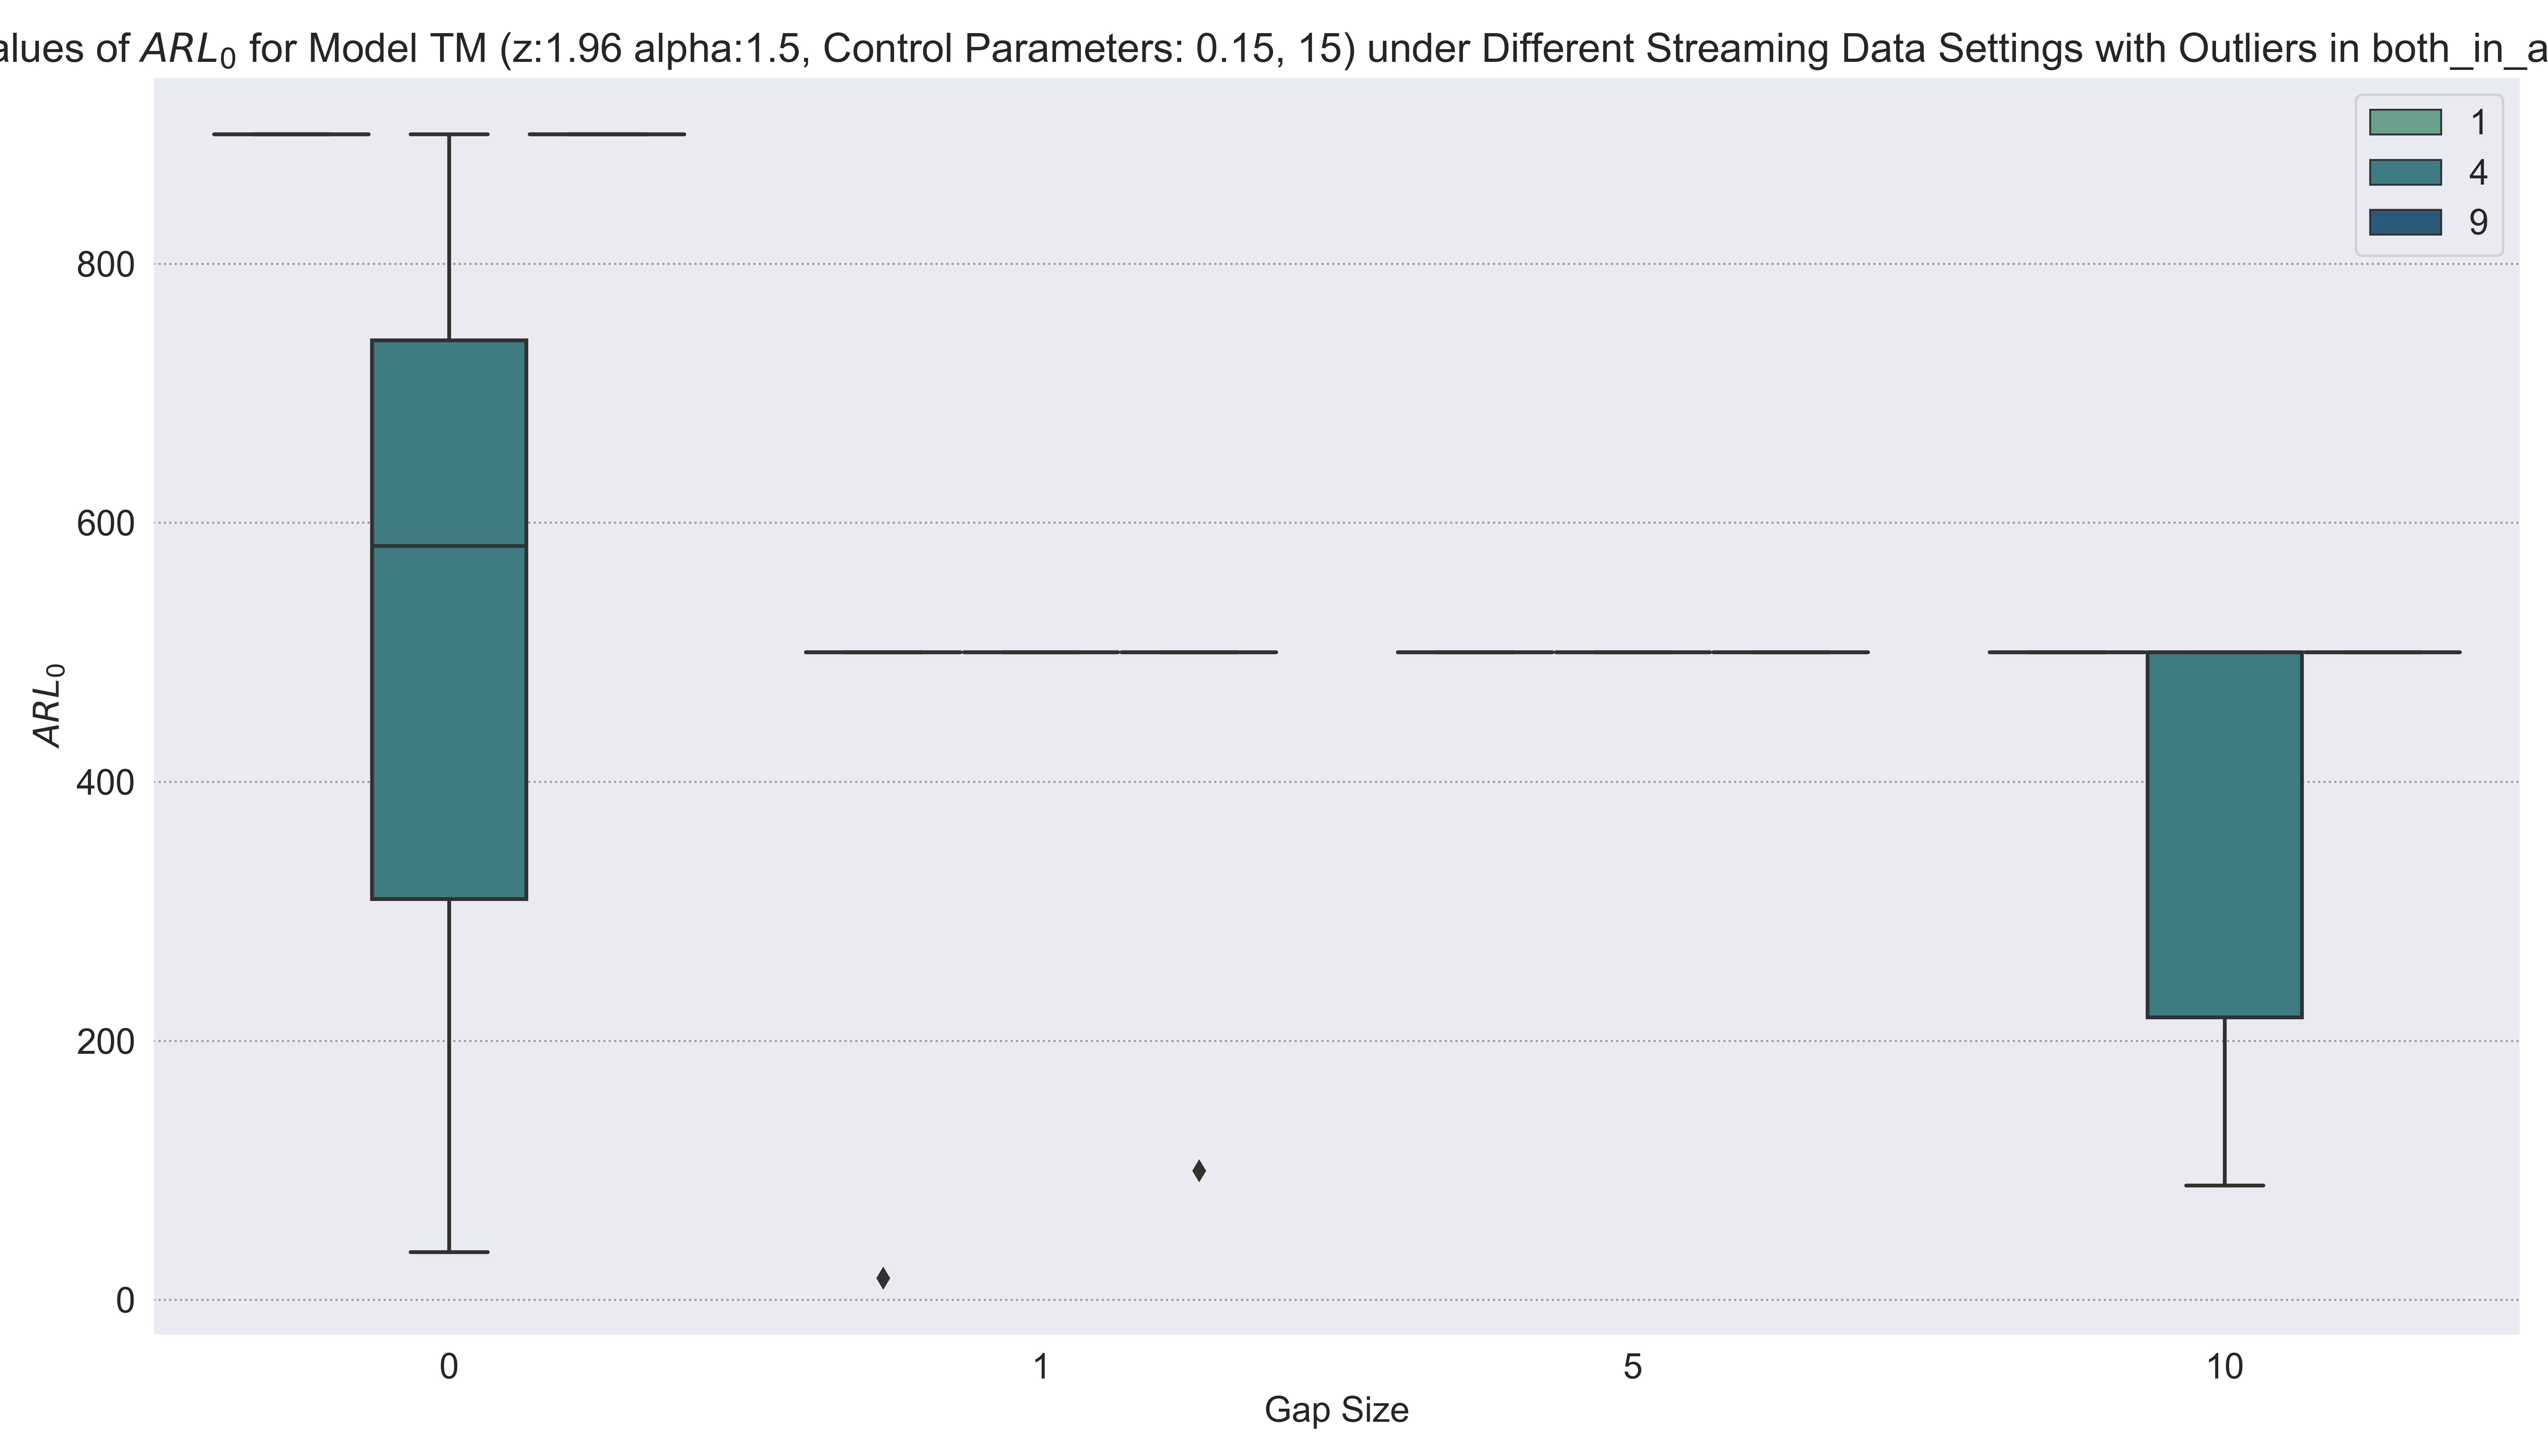 alues of ARL₀ for Model TM (z:1.96 alpha:1.5, Control Parameters: 0.15, 15) under Different Streaming Data Settings with Outliers in both_in_a
1
4
9
800
600
400
200
0
ARL₀
0 1 5 10
Gap Size